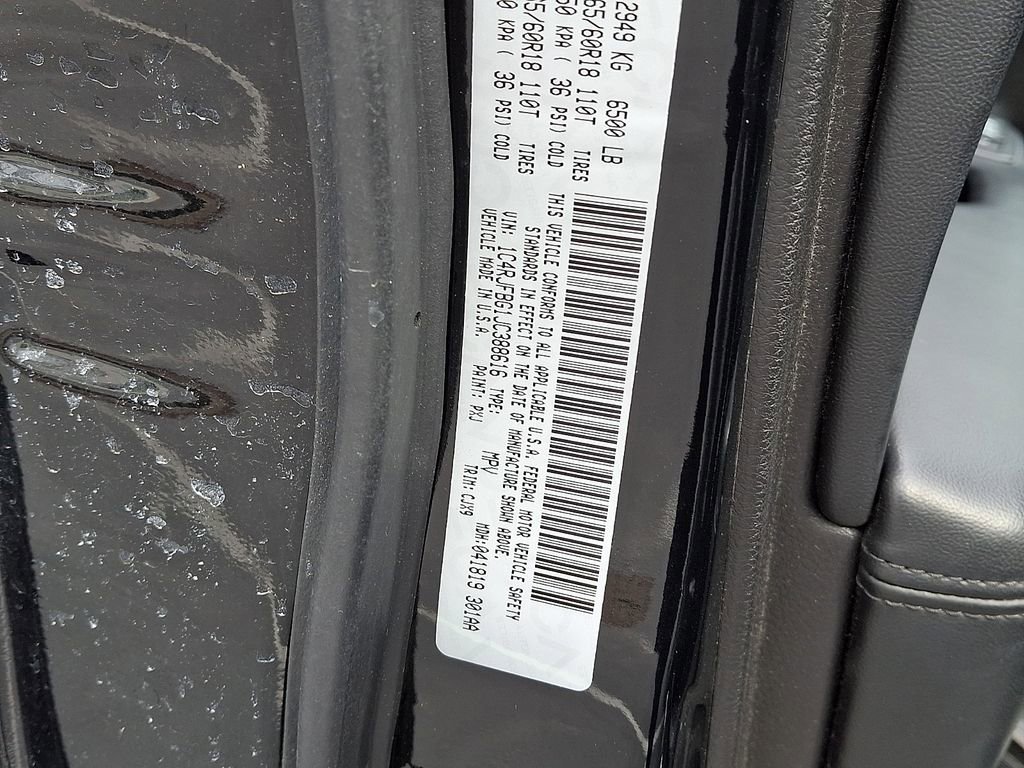 2949 KG 6500 LB
65/60R18 110T TIRES
50 KPA ( 36 PSI) COLD
5/60R18 110T TIRES
0 KPA ( 36 PSI) COLD
THIS VEHICLE CONFORMS TO ALL APPLICABLE U.S.A. FEDERAL MOTOR VEHICLE SAFETY
STANDARDS IN EFFECT ON THE DATE OF MANUFACTURE SHOWN ABOVE.
VIN: 1C4RJFBG1JC388616 TYPE: MPV MDH:041819 301AA
VEHICLE MADE IN U.S.A. PAINT: PXJ TRIM:CJX9